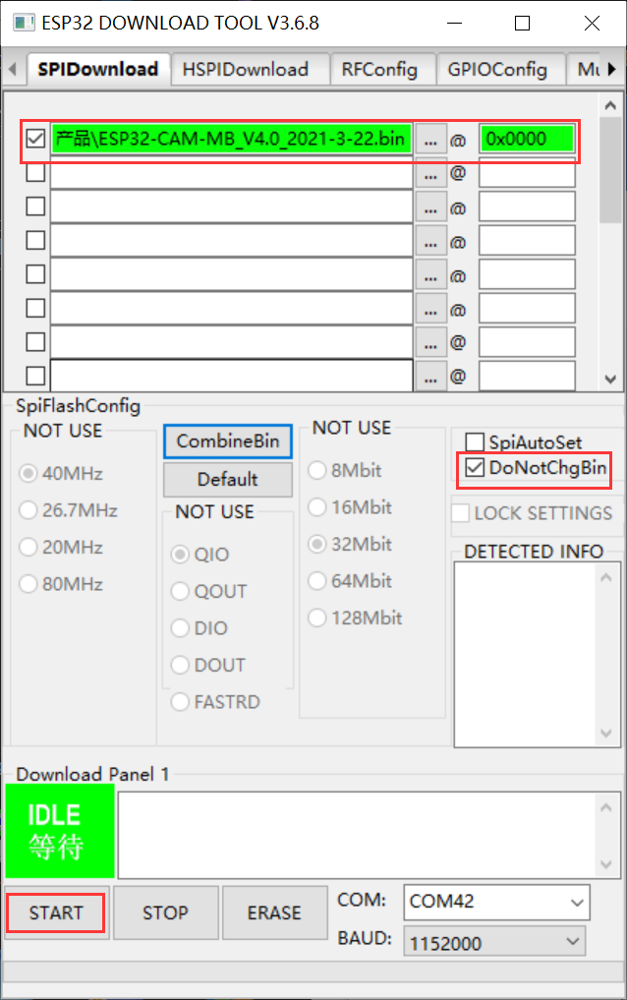 ESP32 DOWNLOAD TOOL V3.6.8
SPIDownload HSPIDownload RFConfig GPIOConfig Mu
产品\ESP32-CAM-MB_V4.0_2021-3-22.bin ... @ 0x0000
... @
... @
... @
... @
... @
... @
... @
SpiFlashConfig
NOT USE
40MHz
26.7MHz
20MHz
80MHz
CombineBin
Default
NOT USE
QIO
QOUT
DIO
DOUT
FASTRD
NOT USE
8Mbit
16Mbit
32Mbit
64Mbit
128Mbit
SpiAutoSet
DoNotChgBin
LOCK SETTINGS
DETECTED INFO
Download Panel 1
IDLE
等待
START STOP ERASE
COM: COM42
BAUD: 1152000